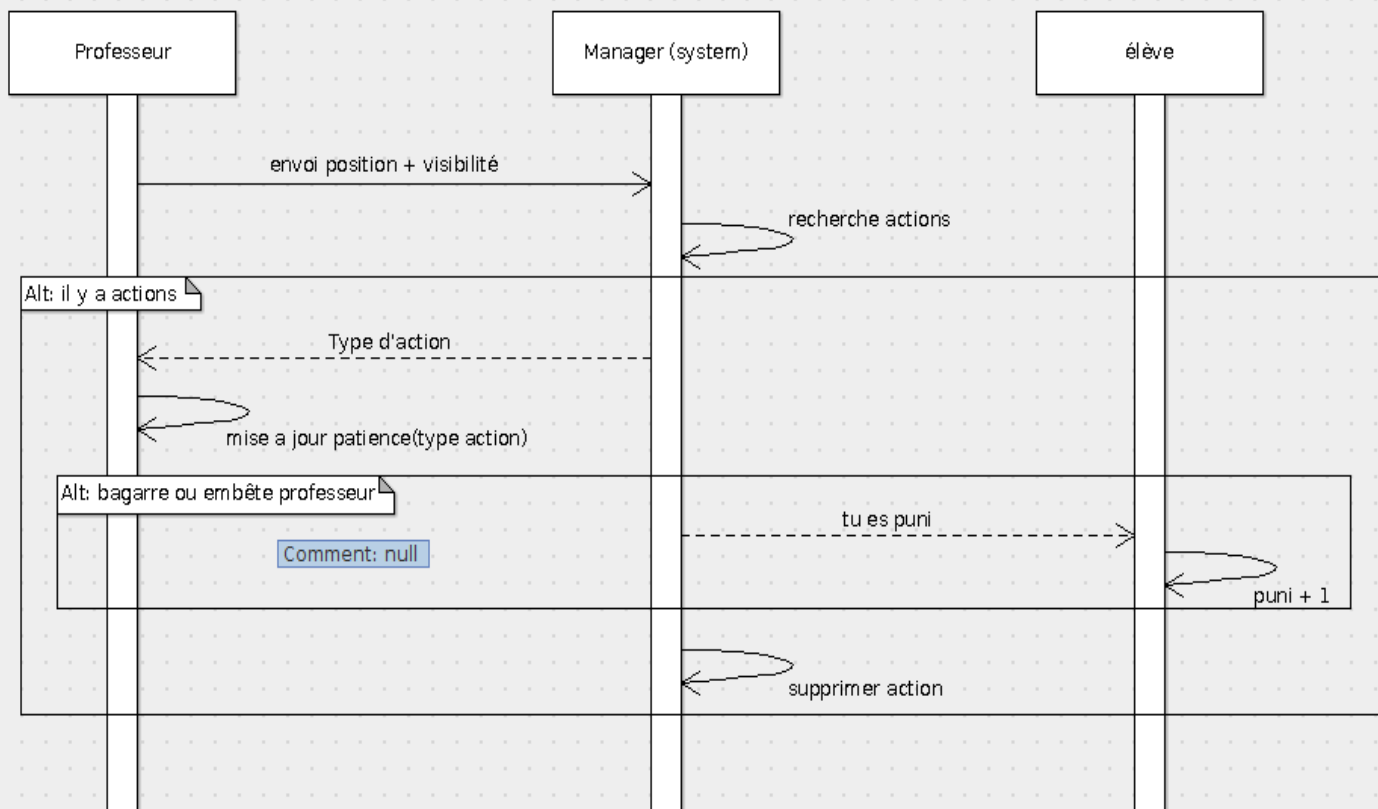 Professeur
Manager (system)
élève
envoi position + visibilité
recherche actions
Alt: il y a actions
Type d'action
mise a jour patience(type action)
Alt: bagarre ou embête professeur
tu es puni
Comment: null
puni + 1
supprimer action